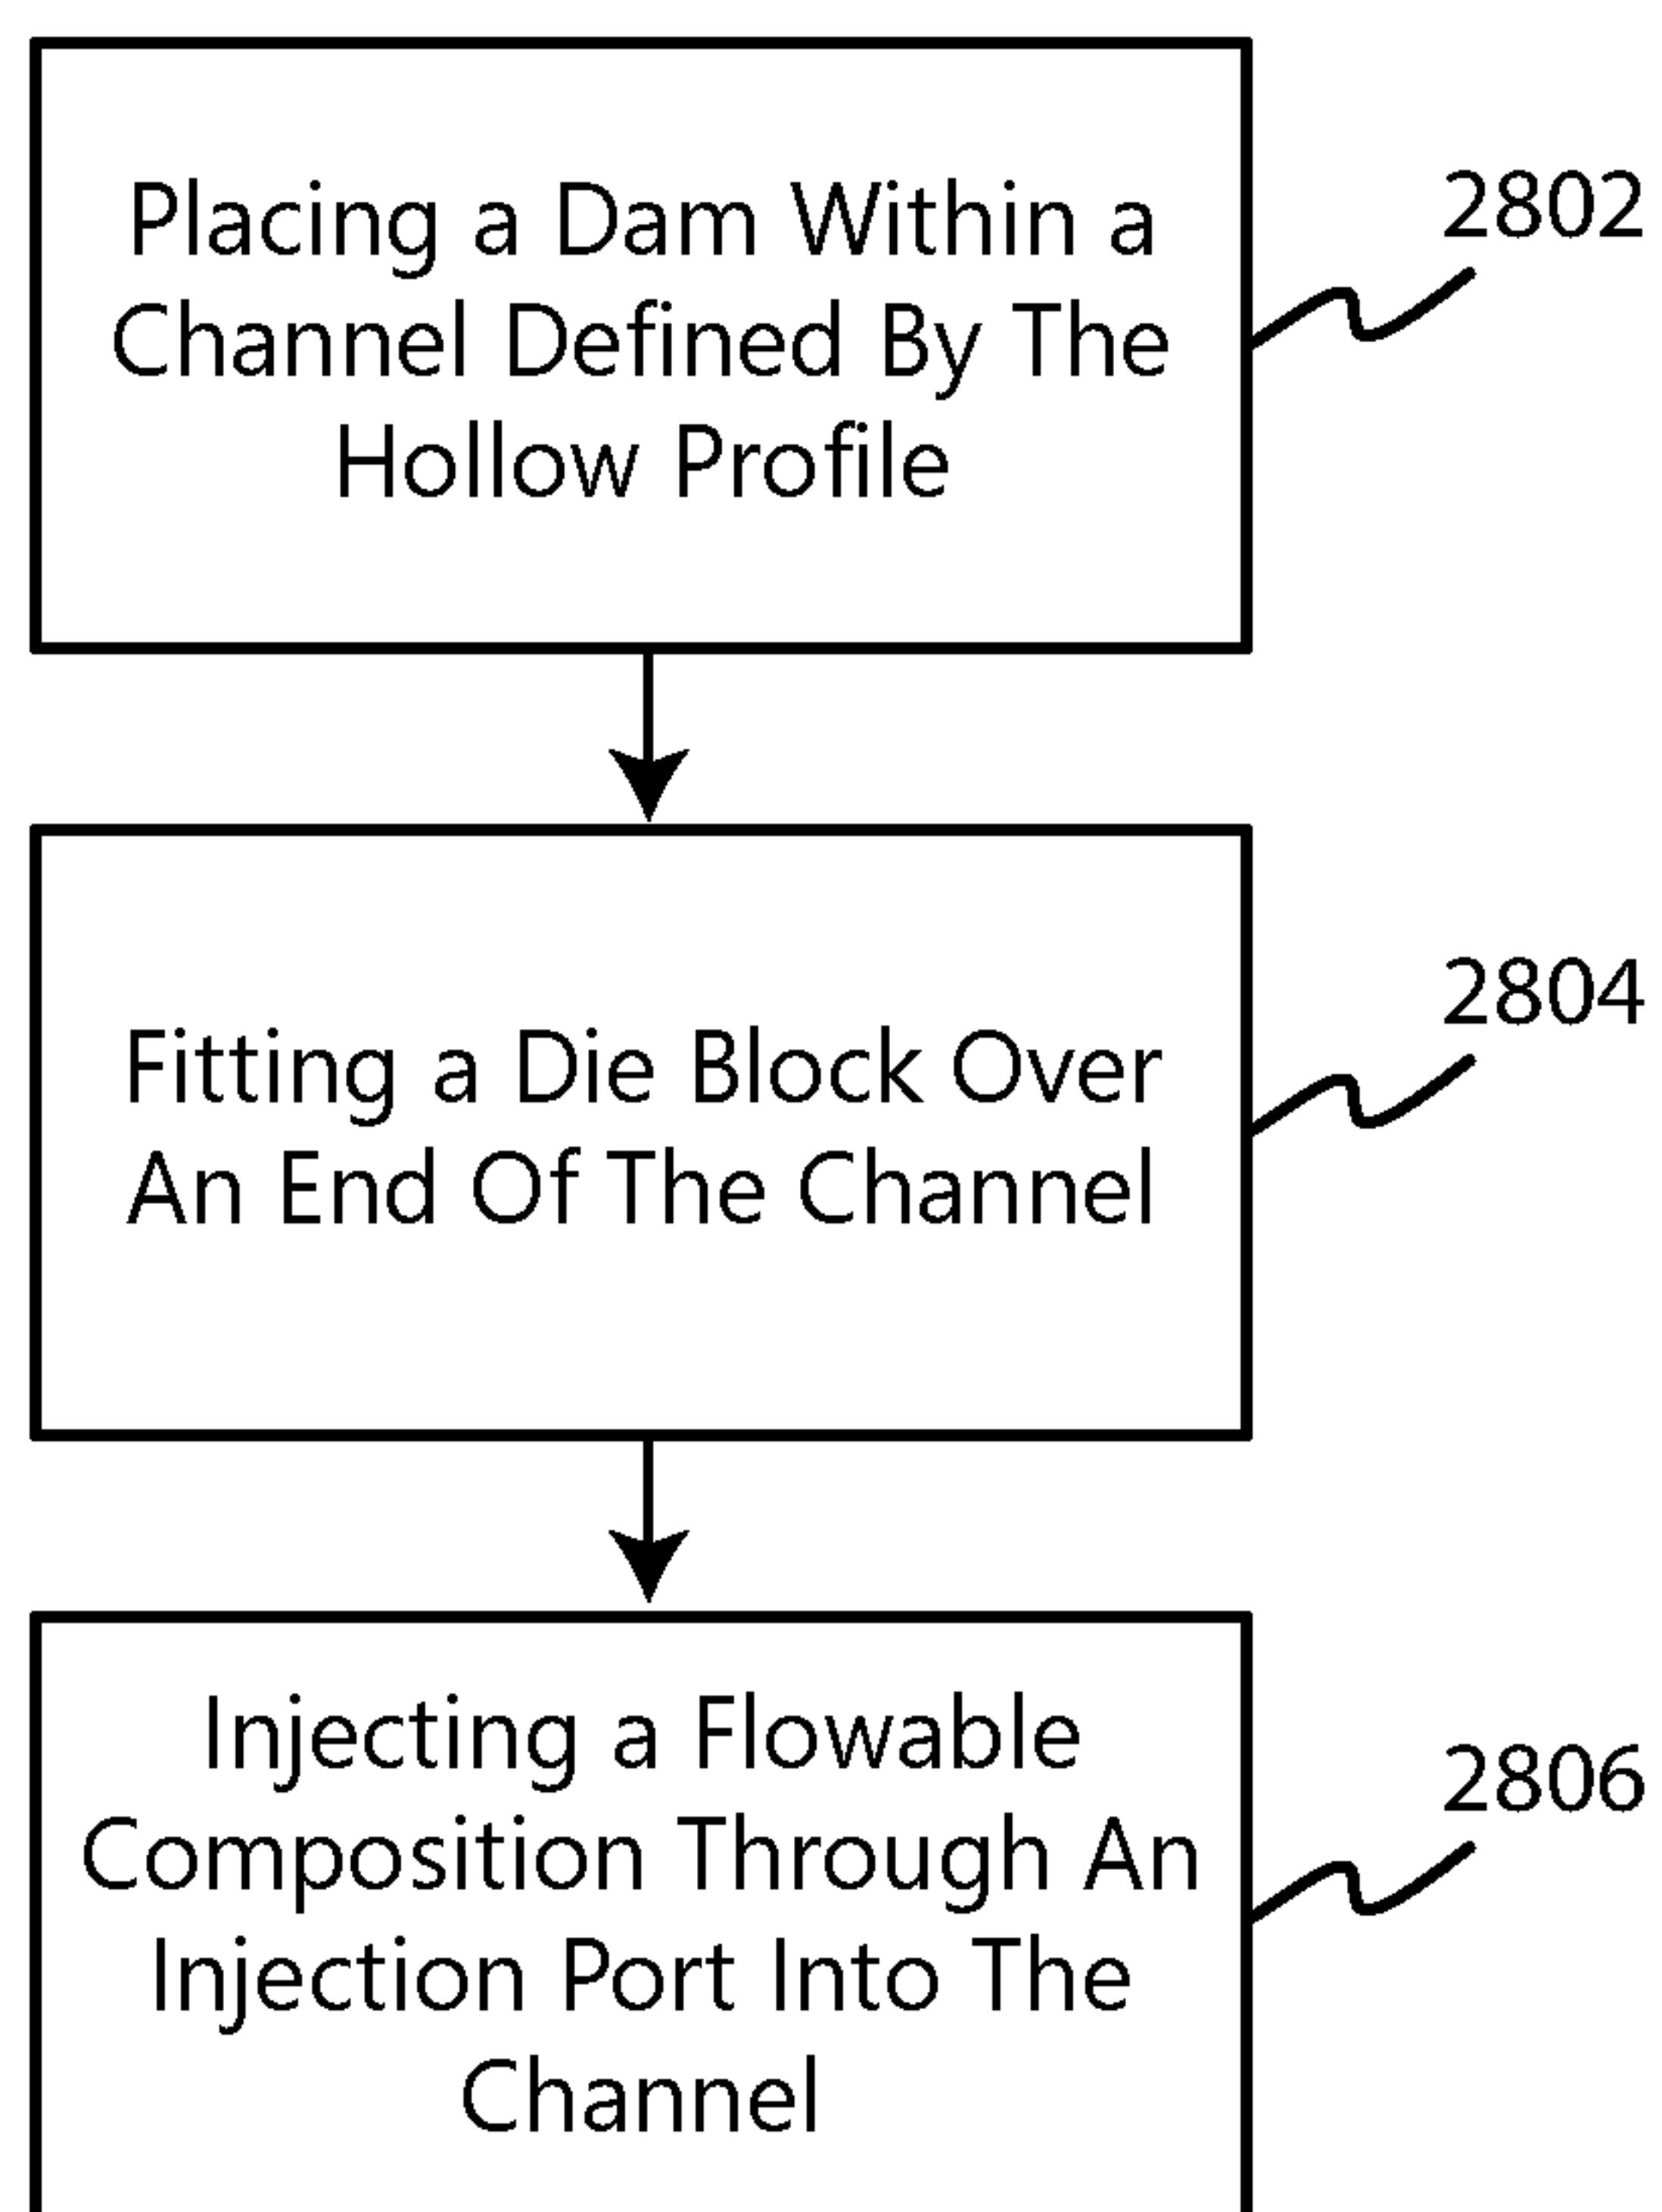 Placing a Dam Within a
Channel Defined By The
Hollow Profile
2802
Fitting a Die Block Over
An End Of The Channel
2804
Injecting a Flowable
Composition Through An
Injection Port Into The
Channel
2806